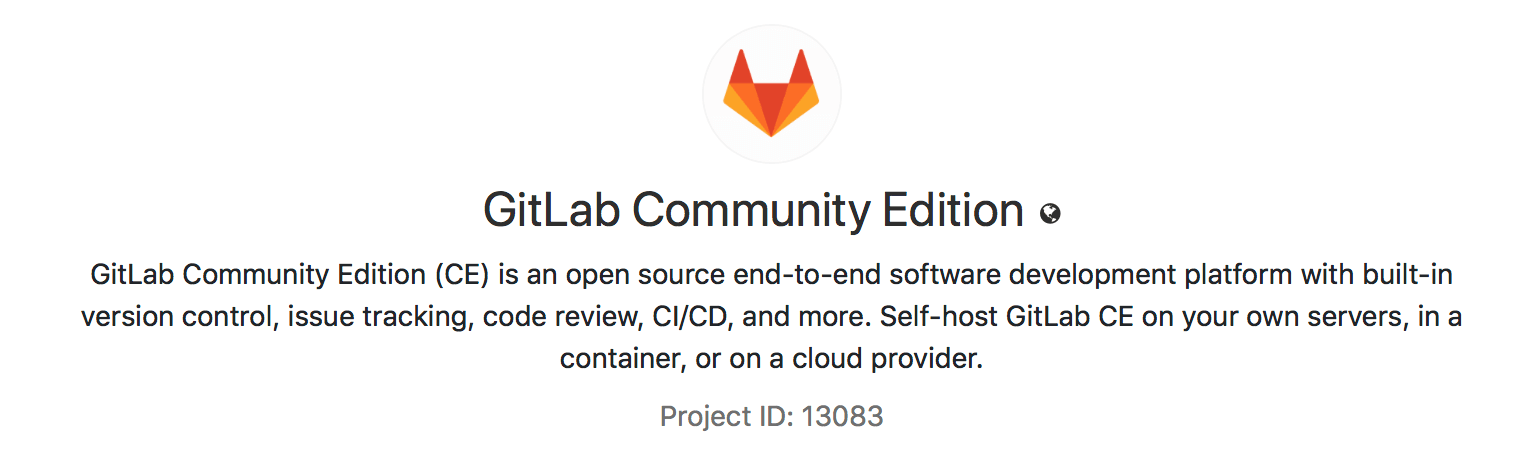 GitLab Community Edition
GitLab Community Edition (CE) is an open source end-to-end software development platform with built-in
version control, issue tracking, code review, CI/CD, and more. Self-host GitLab CE on your own servers, in a
container, or on a cloud provider.
Project ID: 13083